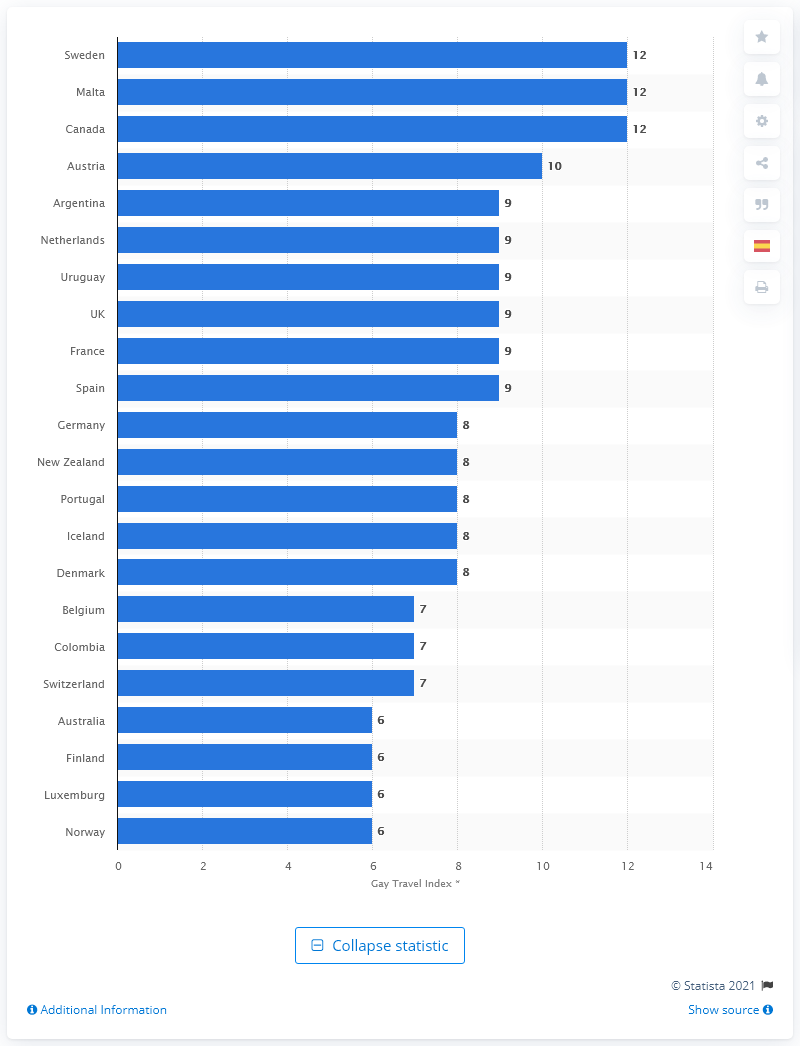 Sweden 12
Malta 12
Canada 12
Austria 10
Argentina 9
Netherlands 9
Uruguay 9
UK 9
France 9
Spain 9
Germany 8
New Zealand 8
Portugal 8
Iceland 8
Denmark 8
Belgium 7
Colombia 7
Switzerland 7
Australia 6
Finland 6
Luxemburg 6
Norway 6
0 2 4 6 8 10 12 14
Gay Travel Index *
Collapse statistic
© Statista 2021
Additional Information Show source